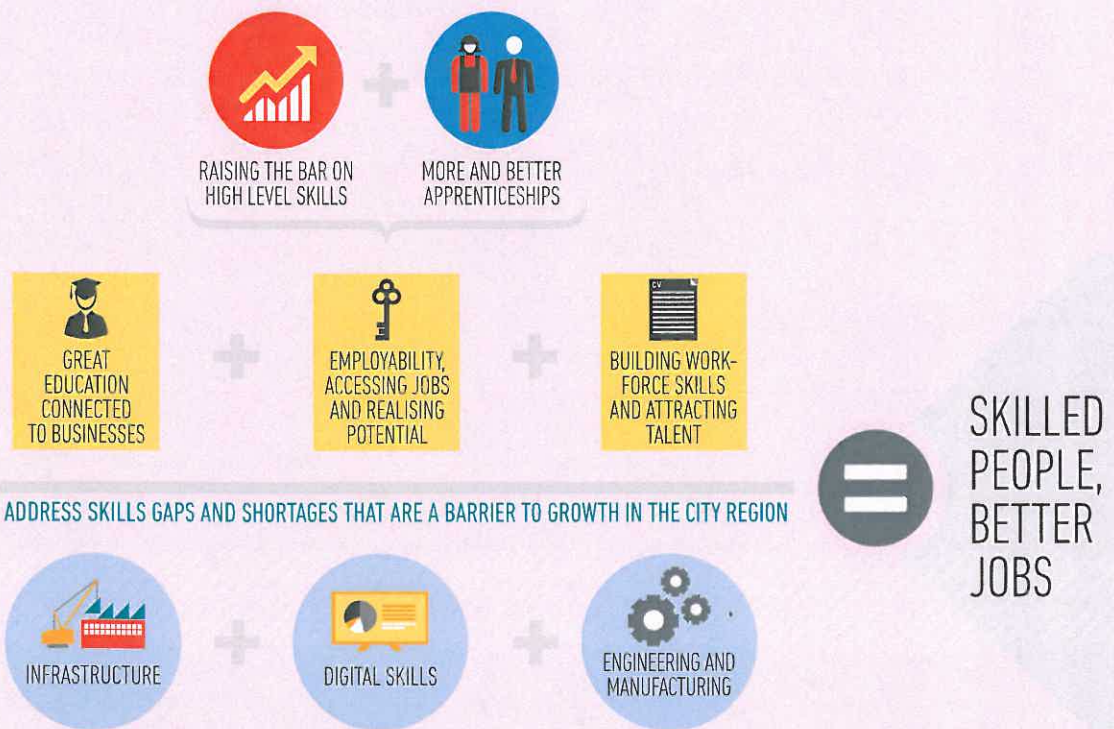 RAISING THE BAR ON
HIGH LEVEL SKILLS
MORE AND BETTER
APPRENTICESHIPS
GREAT
EDUCATION
CONNECTED
TO BUSINESSES
EMPLOYABILITY,
ACCESSING JOBS
AND REALISING
POTENTIAL
CV
BUILDING WORK-
FORCE SKILLS
AND ATTRACTING
TALENT
ADDRESS SKILLS GAPS AND SHORTAGES THAT ARE A BARRIER TO GROWTH IN THE CITY REGION
INFRASTRUCTURE
DIGITAL SKILLS
ENGINEERING AND
MANUFACTURING
SKILLED
PEOPLE,
BETTER
JOBS